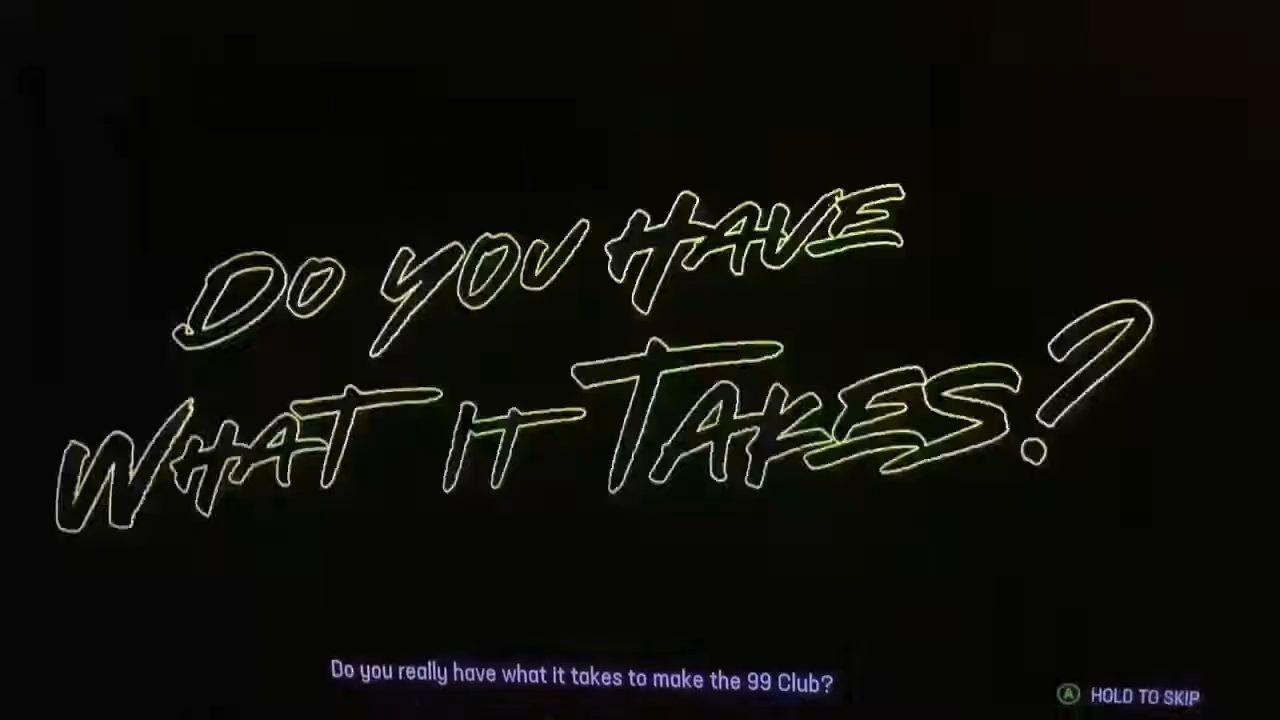 DO YOU HAVE
WHAT IT TAKES?
Do you really have what it takes to make the 99 Club?
A HOLD TO SKIP